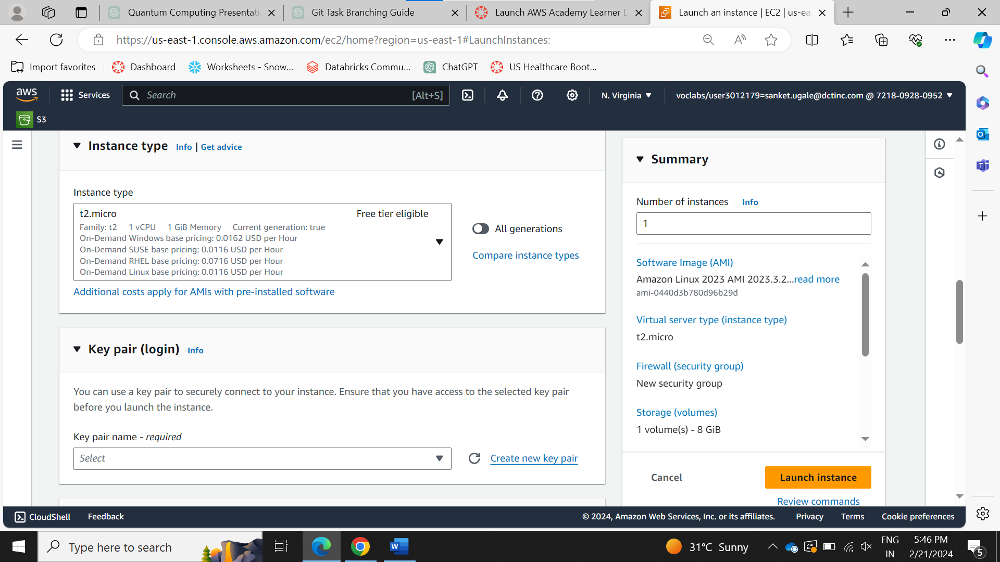 Quantum Computing Presentati
Git Task Branching Guide
Launch AWS Academy Learner L
Launch an instance | EC2 | us-ea
https://us-east-1.console.aws.amazon.com/ec2/home?region=us-east-1#LaunchInstances:
Import favorites
Dashboard
Worksheets - Snow...
Databricks Commu...
ChatGPT
US Healthcare Boot...
aws
Services
Search
[Alt+S]
N. Virginia
voclabs/user3012179=sanket.ugale@dctinc.com @ 7218-0928-0952
S3
Instance type
Info | Get advice
Instance type
t2.micro
Free tier eligible
Family: t2 1 vCPU 1 GiB Memory Current generation: true
On-Demand Windows base pricing: 0.0162 USD per Hour
On-Demand SUSE base pricing: 0.0116 USD per Hour
On-Demand RHEL base pricing: 0.0716 USD per Hour
On-Demand Linux base pricing: 0.0116 USD per Hour
All generations
Compare instance types
Additional costs apply for AMIs with pre-installed software
Key pair (login)
Info
You can use a key pair to securely connect to your instance. Ensure that you have access to the selected key pair
before you launch the instance.
Key pair name - required
Select
Create new key pair
Summary
Number of instances
Info
1
Software Image (AMI)
Amazon Linux 2023 AMI 2023.3.2...read more
ami-0440d3b780d96b29d
Virtual server type (instance type)
t2.micro
Firewall (security group)
New security group
Storage (volumes)
1 volume(s) - 8 GiB
Cancel
Launch instance
Review commands
CloudShell
Feedback
© 2024, Amazon Web Services, Inc. or its affiliates.
Privacy
Terms
Cookie preferences
Type here to search
31°C Sunny
ENG
IN
5:46 PM
2/21/2024
5